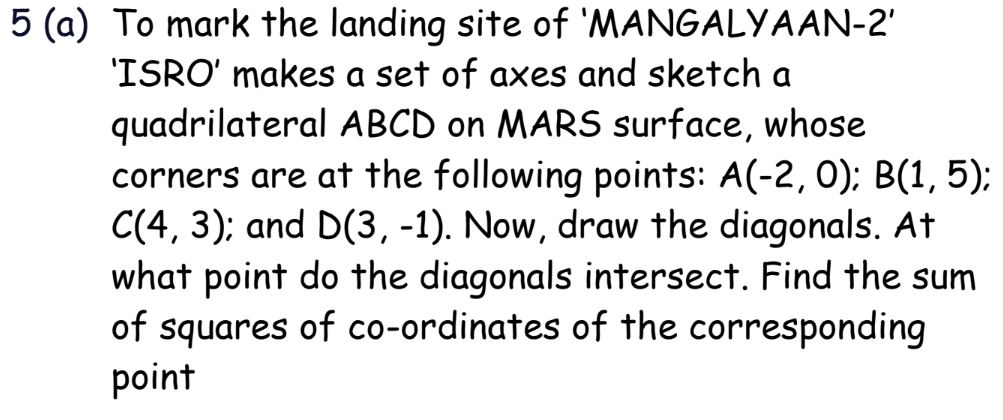 5 (a) To mark the landing site of 'MANGALYAAN-2'
'ISRO' makes a set of axes and sketch a
quadrilateral ABCD on MARS surface, whose
corners are at the following points: A(-2, 0); B(1, 5);
C(4, 3); and D(3, -1). Now, draw the diagonals. At
what point do the diagonals intersect. Find the sum
of squares of co-ordinates of the corresponding
point